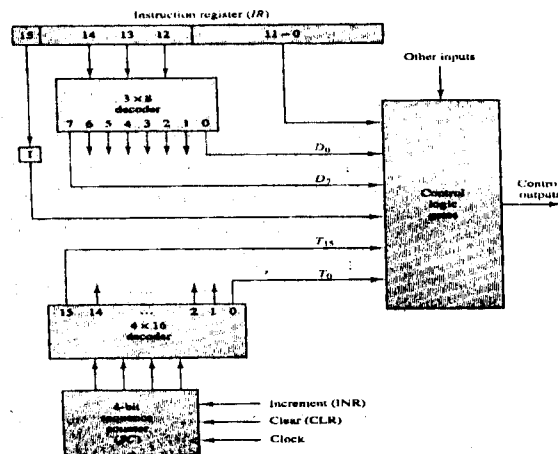 Instruction register (IR)
15 14 13 12 11 – 0
Other inputs
3 × 8
decoder
7 6 5 4 3 2 1 0
I
D0
D7
Control
logic
gates
Control
outputs
T15
T0
15 14 ... 2 1 0
4 × 16
decoder
4-bit
sequence
counter
(SC)
Increment (INR)
Clear (CLR)
Clock